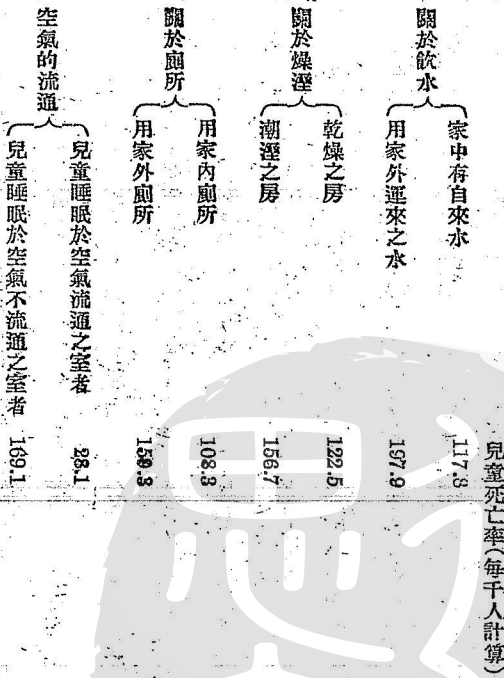 兒童死亡率(每千人計算)
關於飲水
家中有自來水 117.8
用家外運來之水 197.9
關於燥溼
乾燥之房 122.5
潮溼之房 156.7
關於廁所
用家內廁所 108.3
用家外廁所 159.3
空氣的流通
兒童睡眠於空氣流通之室者 28.1
兒童睡眠於空氣不流通之室者 169.1